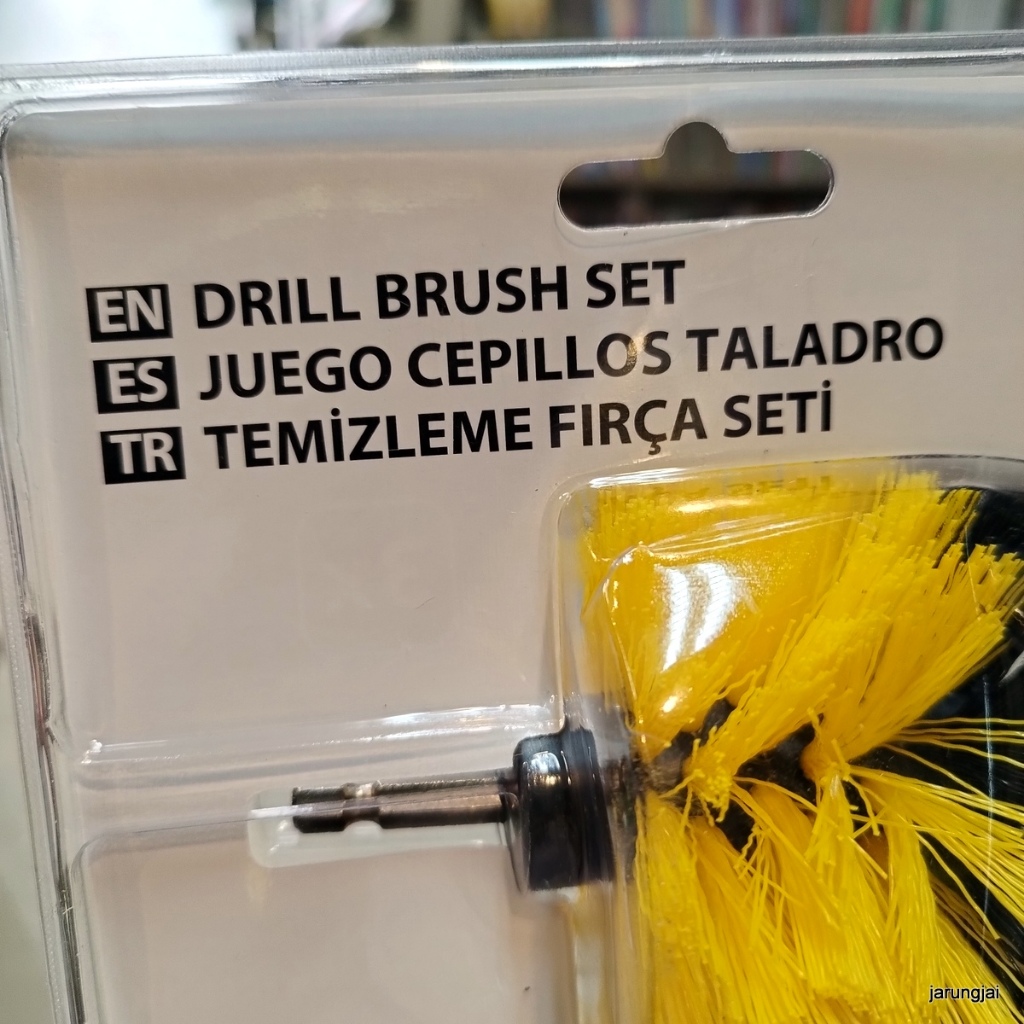 EN DRILL BRUSH SET
ES JUEGO CEPILLOS TALADRO
TR TEMİZLEME FIRÇA SETİ
jarungjai